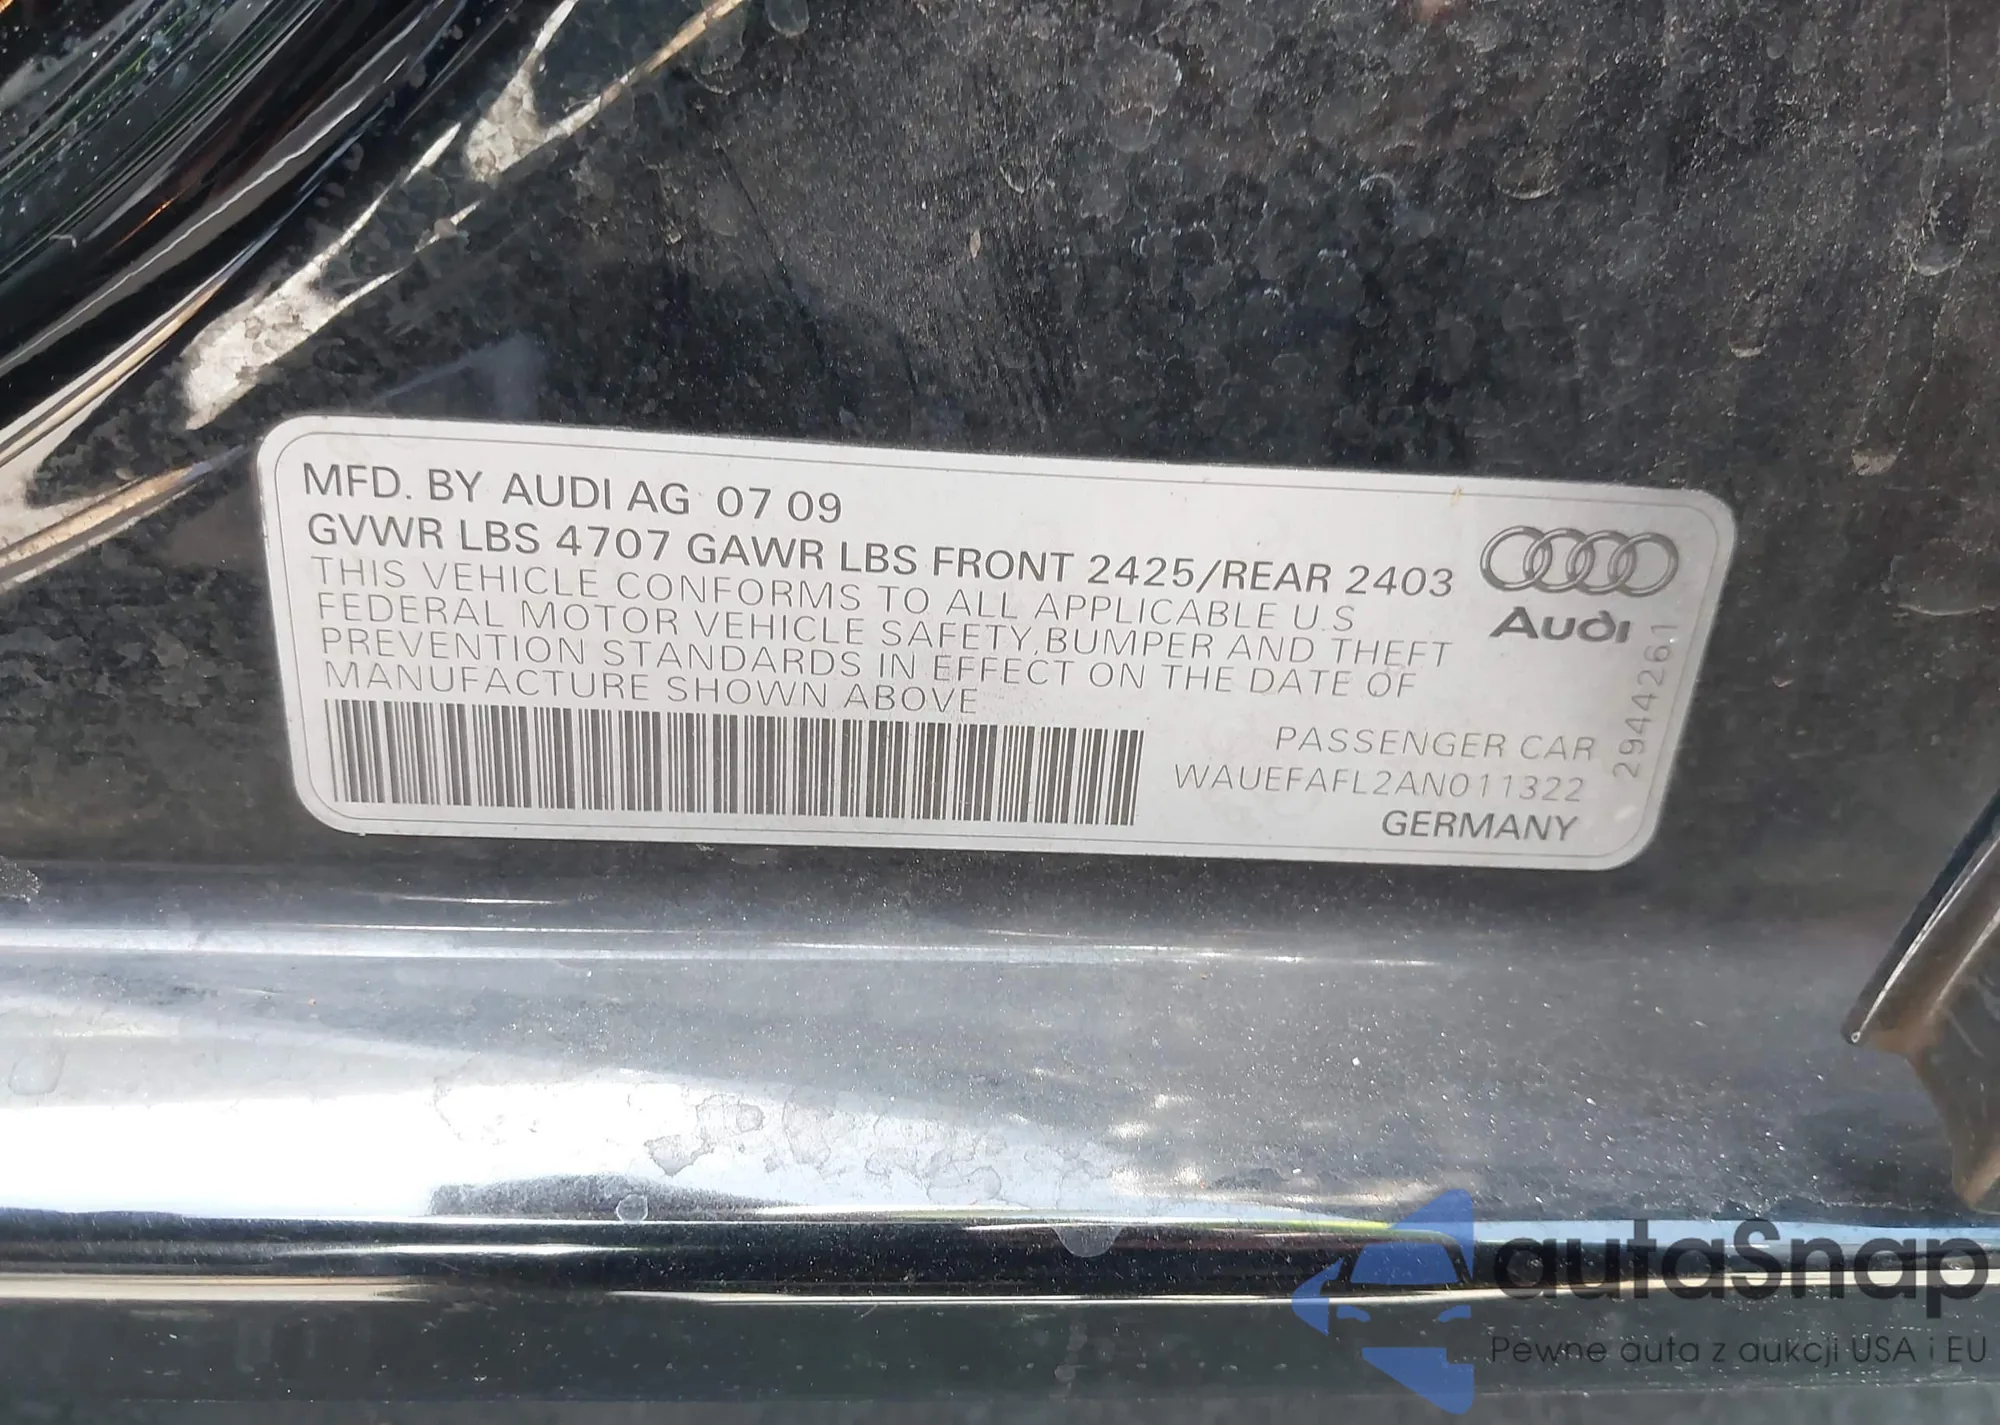 MFD. BY AUDI AG 07 09
GVWR LBS 4707 GAWR LBS FRONT 2425/REAR 2403
THIS VEHICLE CONFORMS TO ALL APPLICABLE U.S
FEDERAL MOTOR VEHICLE SAFETY, BUMPER AND THEFT
PREVENTION STANDARDS IN EFFECT ON THE DATE OF
MANUFACTURE SHOWN ABOVE
Audi
2944261
PASSENGER CAR
WAUEFAFL2AN011322
GERMANY
autaSnap
Pewne auta z aukcji USA i EU